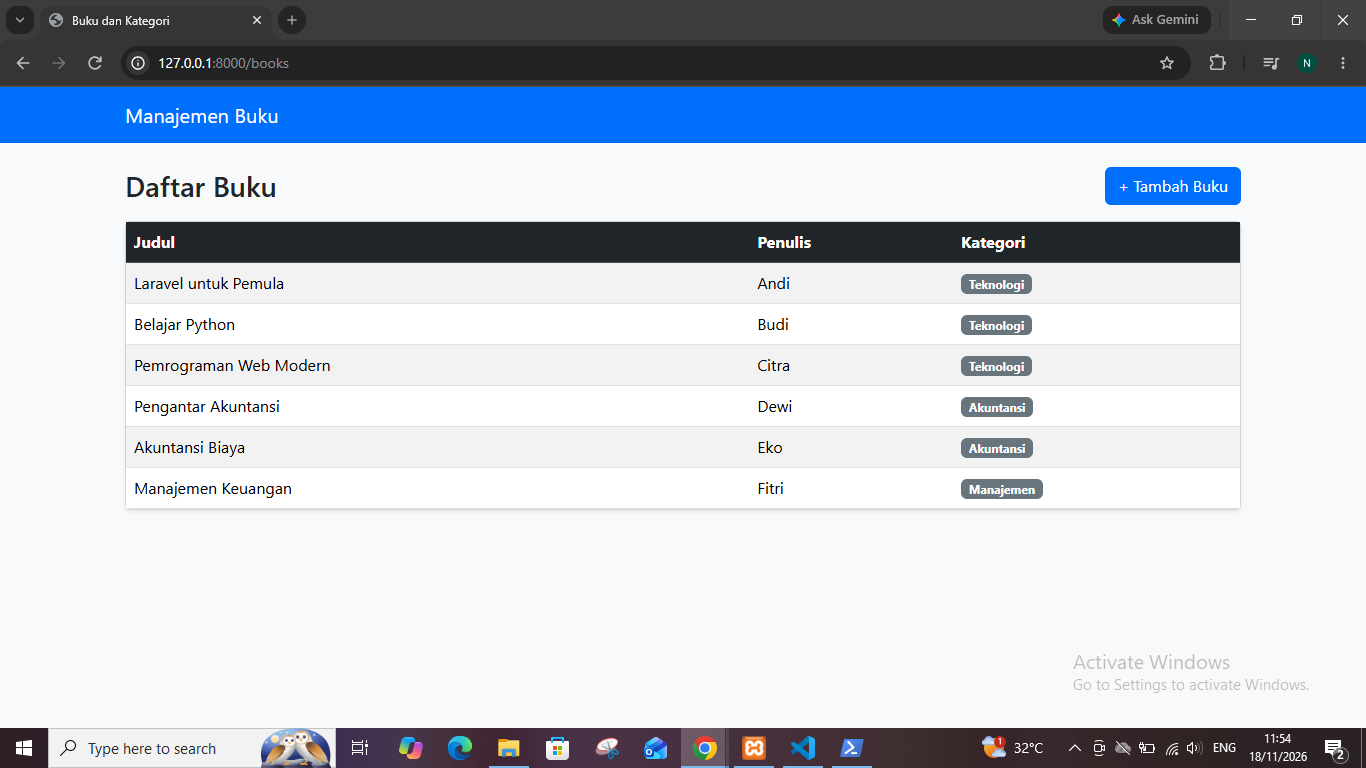 Buku dan Kategori
Ask Gemini
127.0.0.1:8000/books
N
Manajemen Buku
Daftar Buku
+ Tambah Buku
Judul Penulis Kategori
Laravel untuk Pemula Andi Teknologi
Belajar Python Budi Teknologi
Pemrograman Web Modern Citra Teknologi
Pengantar Akuntansi Dewi Akuntansi
Akuntansi Biaya Eko Akuntansi
Manajemen Keuangan Fitri Manajemen
Activate Windows
Go to Settings to activate Windows.
Type here to search
1
32°C
ENG
11:54
18/11/2026
2